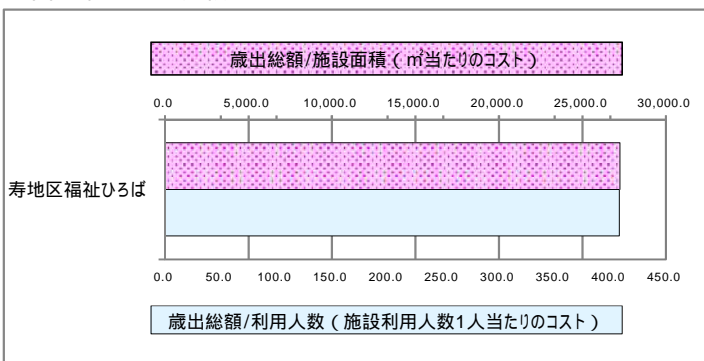 歳出総額/施設面積（㎡当たりのコスト）
0.0 5,000.0 10,000.0 15,000.0 20,000.0 25,000.0 30,000.0
寿地区福祉ひろば
0.0 50.0 100.0 150.0 200.0 250.0 300.0 350.0 400.0 450.0
歳出総額/利用人数（施設利用人数1人当たりのコスト）